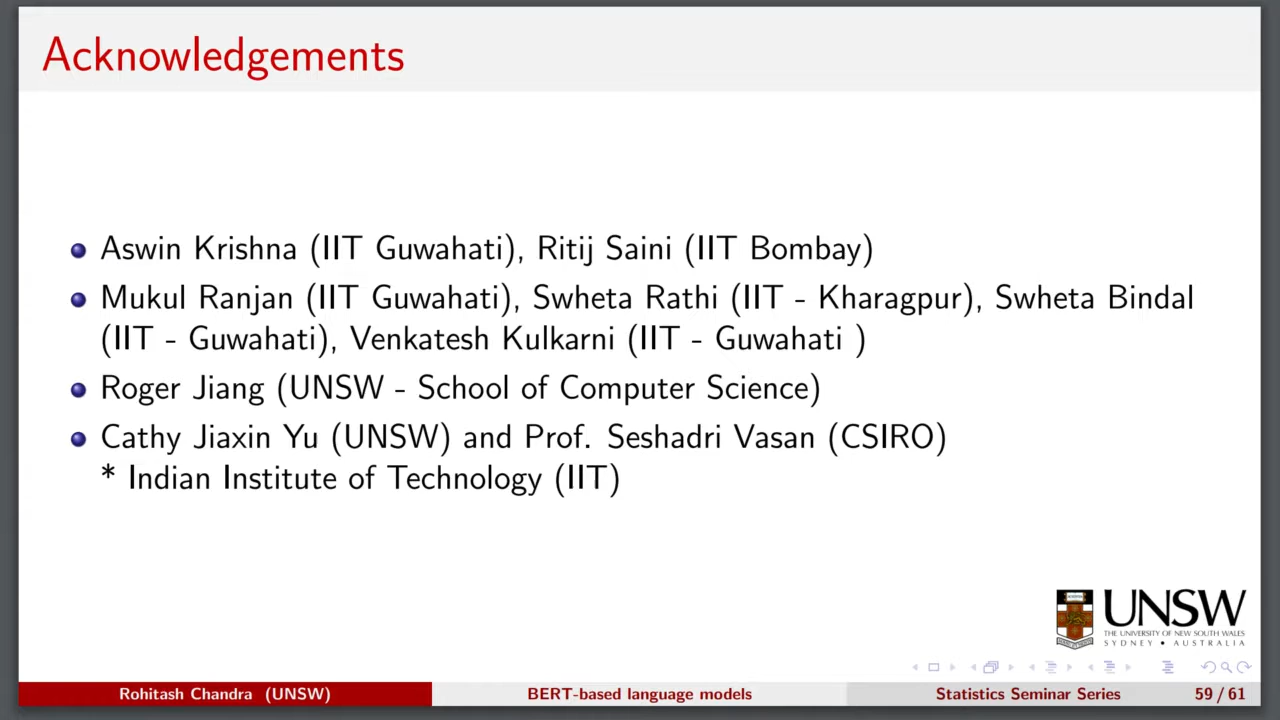 Acknowledgements
Aswin Krishna (IIT Guwahati), Ritij Saini (IIT Bombay)
Mukul Ranjan (IIT Guwahati), Swheta Rathi (IIT - Kharagpur), Swheta Bindal
(IIT - Guwahati), Venkatesh Kulkarni (IIT - Guwahati )
Roger Jiang (UNSW - School of Computer Science)
Cathy Jiaxin Yu (UNSW) and Prof. Seshadri Vasan (CSIRO)
* Indian Institute of Technology (IIT)
UNSW
THE UNIVERSITY OF NEW SOUTH WALES
SYDNEY • AUSTRALIA
Rohitash Chandra (UNSW) BERT-based language models Statistics Seminar Series 59 / 61